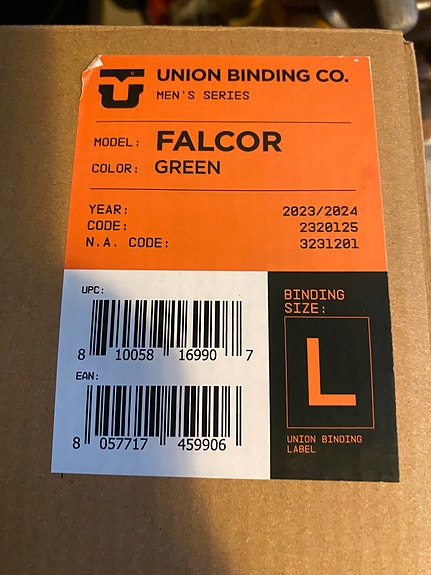 UNION BINDING CO.
MEN'S SERIES
MODEL: FALCOR
COLOR: GREEN
YEAR: 2023/2024
CODE: 2320125
N.A. CODE: 3231201
UPC:
8 10058 16990 7
EAN:
8 057717 459906
BINDING
SIZE:
L
UNION BINDING
LABEL